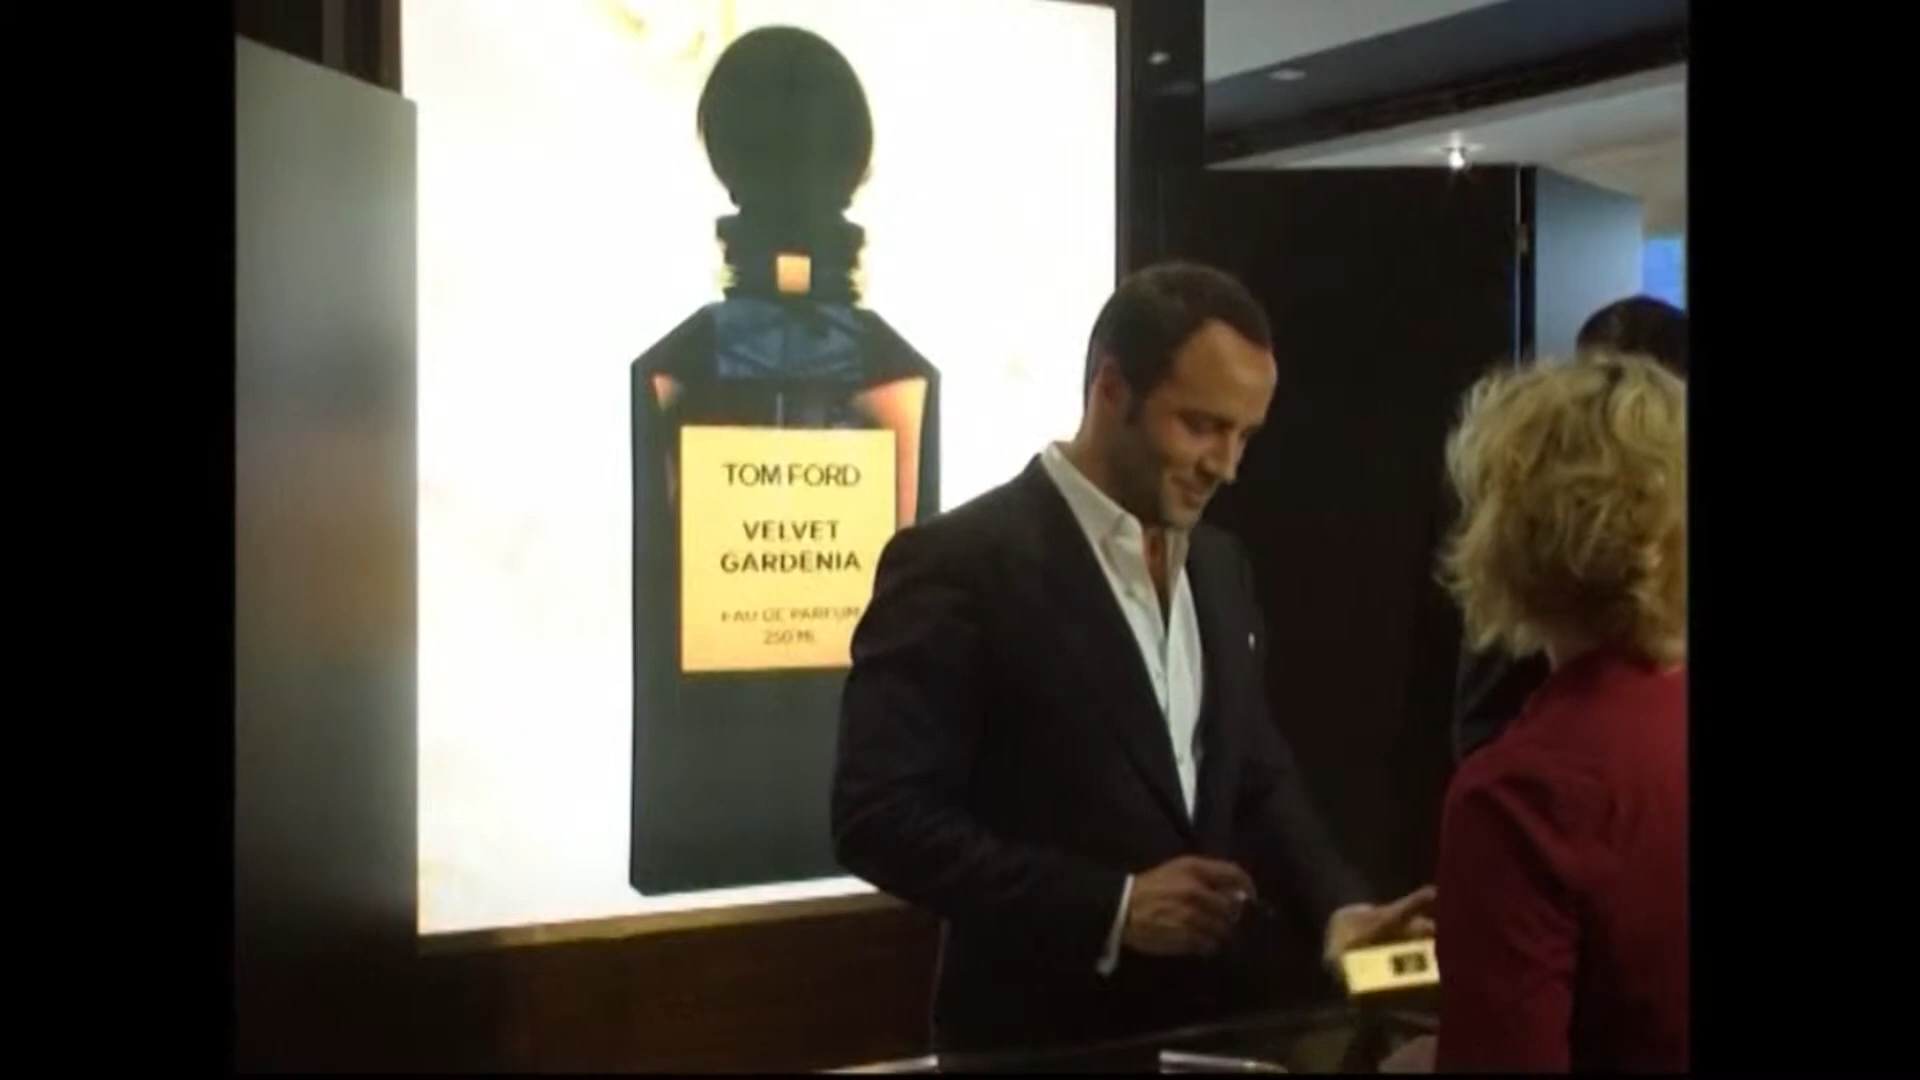 TOM FORD
VELVET
GARDENIA
EAU DE PARFUM
250 ML